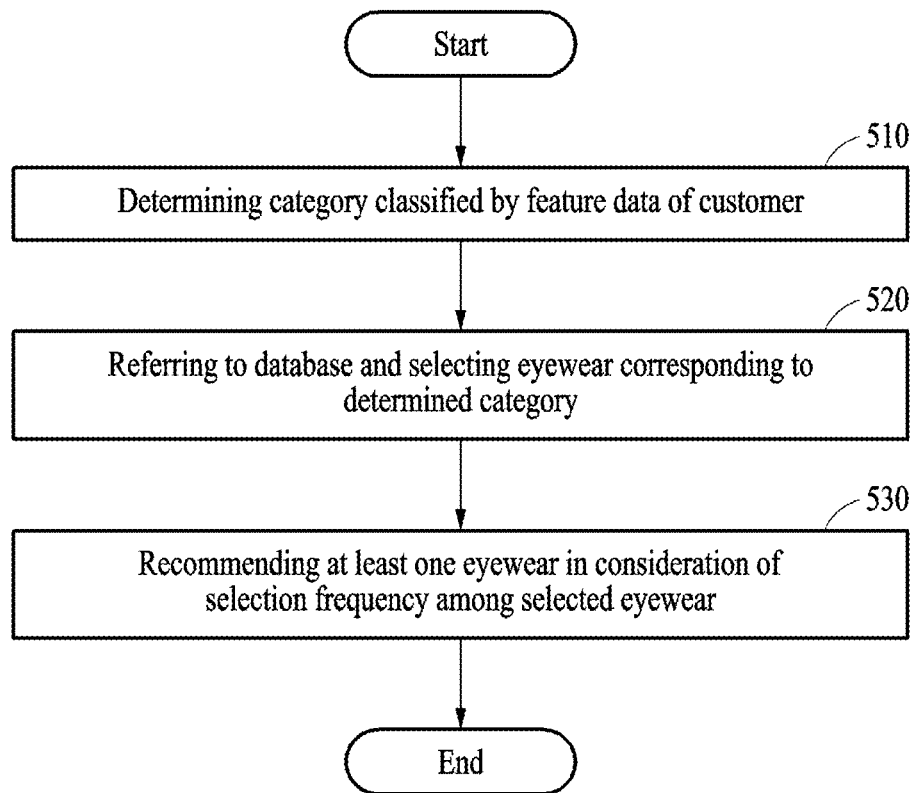 Start
510
Determining category classified by feature data of customer
520
Referring to database and selecting eyewear corresponding to
determined category
530
Recommending at least one eyewear in consideration of
selection frequency among selected eyewear
End